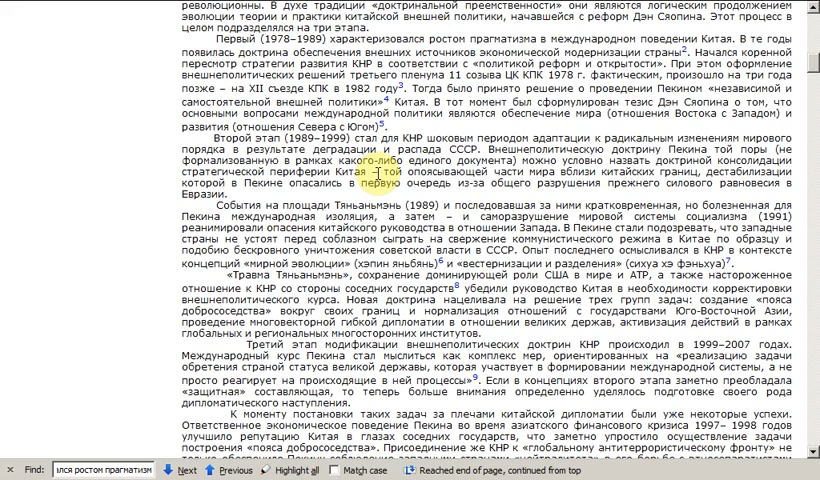 революционны. В духе традиции «доктринальной преемственности» они являются логическим продолжением
эволюции теории и практики китайской внешней политики, начавшейся с реформ Дэн Сяопина. Этот процесс в
целом подразделялся на три этапа.
Первый (1978–1989) характеризовался ростом прагматизма в международном поведении Китая. В те годы
появилась доктрина обеспечения внешних источников экономической модернизации страны2. Начался коренной
пересмотр стратегии развития КНР в соответствии с «политикой реформ и открытости». При этом оформление
внешнеполитических решений третьего пленума 11 созыва ЦК КПК 1978 г. фактическим, произошло на три года
позже – на XII съезде КПК в 1982 году3. Тогда было принято решение о проведении Пекином «независимой и
самостоятельной внешней политики»4 Китая. В тот момент был сформулирован тезис Дэн Сяопина о том, что
основными вопросами международной политики являются обеспечение мира (отношения Востока с Западом) и
развития (отношения Севера с Югом)5.
Второй этап (1989–1999) стал для КНР шоковым периодом адаптации к радикальным изменениям мирового
порядка в результате деградации и распада СССР. Внешнеполитическую доктрину Пекина той поры (не
формализованную в рамках какого-либо единого документа) можно условно назвать доктриной консолидации
стратегической периферии Китая – той опоясывающей части мира вблизи китайских границ, дестабилизации
которой в Пекине опасались в первую очередь из-за общего разрушения прежнего силового равновесия в
Евразии.
События на площади Тяньаньмэнь (1989) и последовавшая за ними кратковременная, но болезненная для
Пекина международная изоляция, а затем – и саморазрушение мировой системы социализма (1991)
реанимировали опасения китайского руководства в отношении Запада. В Пекине стали подозревать, что западные
страны не устоят перед соблазном сыграть на свержение коммунистического режима в Китае по образцу и
подобию бескровного уничтожения советской власти в СССР. Опыт последнего осмысливался в КНР в контексте
концепций «мирной эволюции» (хэпин яньбянь)6 и «вестернизации и разделения» (сихуа хэ фэньхуа)7.
«Травма Тяньаньмэнь», сохранение доминирующей роли США в мире и АТР, а также настороженное
отношение к КНР со стороны соседних государств8 убедили руководство Китая в необходимости корректировки
внешнеполитического курса. Новая доктрина нацеливала на решение трех групп задач: создание «пояса
добрососедства» вокруг своих границ и нормализация отношений с государствами Юго-Восточной Азии,
проведение многовекторной гибкой дипломатии в отношении великих держав, активизация действий в рамках
глобальных и региональных многосторонних институтов.
Третий этап модификации внешнеполитических доктрин КНР происходил в 1999–2007 годах.
Международный курс Пекина стал мыслиться как комплекс мер, ориентированных на «реализацию задачи
обретения страной статуса великой державы, которая участвует в формировании международной системы, а не
просто реагирует на происходящие в ней процессы»9. Если в концепциях второго этапа заметно преобладала
«защитная» составляющая, то теперь больше внимания определенно уделялось подготовке своего рода
дипломатического наступления.
К моменту постановки таких задач за плечами китайской дипломатии были уже некоторые успехи.
Ответственное экономическое поведение Пекина во время азиатского финансового кризиса 1997– 1998 годов
улучшило репутацию Китая в глазах соседних государств, что заметно упростило осуществление задачи
построения «пояса добрососедства». Присоединение же КНР к «глобальному антитеррористическому фронту» не
Find: ился ростом прагматизм Next Previous Highlight all Match case Reached end of page, continued from top